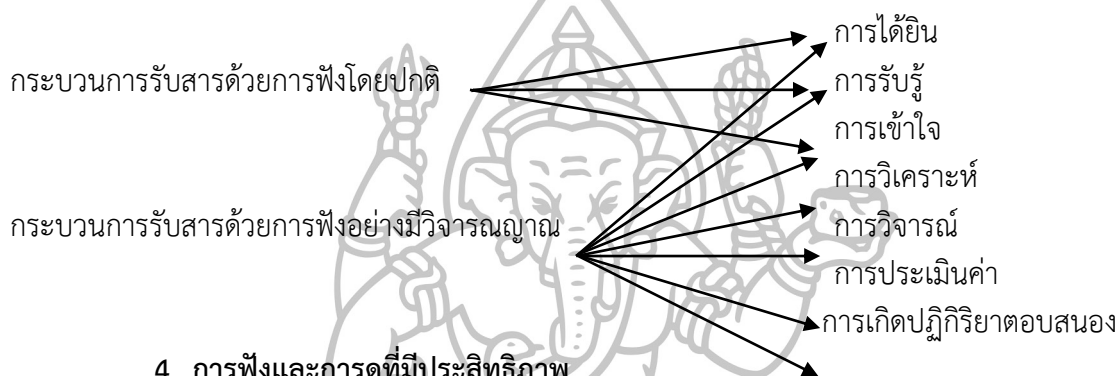 การได้ยิน
กระบวนการรับสารด้วยการฟังโดยปกติ
การรับรู้
การเข้าใจ
การวิเคราะห์
กระบวนการรับสารด้วยการฟังอย่างมีวิจารณญาณ
การวิจารณ์
การประเมินค่า
การเกิดปฏิกิริยาตอบสนอง
4 การฟังและการดูที่มีประสิทธิภาพ